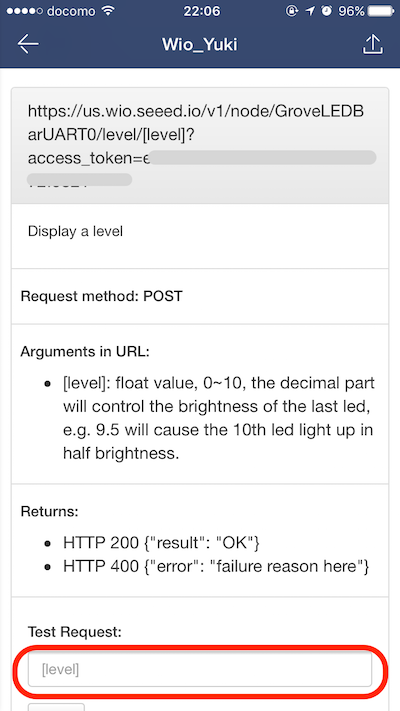 docomo 22:06 96%
Wio_Yuki
https://us.wio.seeed.io/v1/node/GroveLEDB
arUART0/level/[level]?
access_token=
Display a level
Request method: POST
Arguments in URL:
• [level]: float value, 0~10, the decimal part
will control the brightness of the last led,
e.g. 9.5 will cause the 10th led light up in
half brightness.
Returns:
• HTTP 200 {"result": "OK"}
• HTTP 400 {"error": "failure reason here"}
Test Request:
[level]